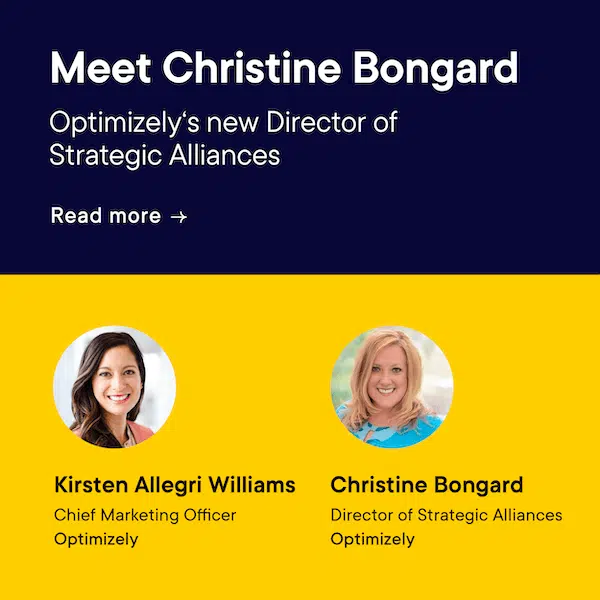 Meet Christine Bongard
Optimizely‘s new Director of
Strategic Alliances
Read more →
Kirsten Allegri Williams
Chief Marketing Officer
Optimizely
Christine Bongard
Director of Strategic Alliances
Optimizely